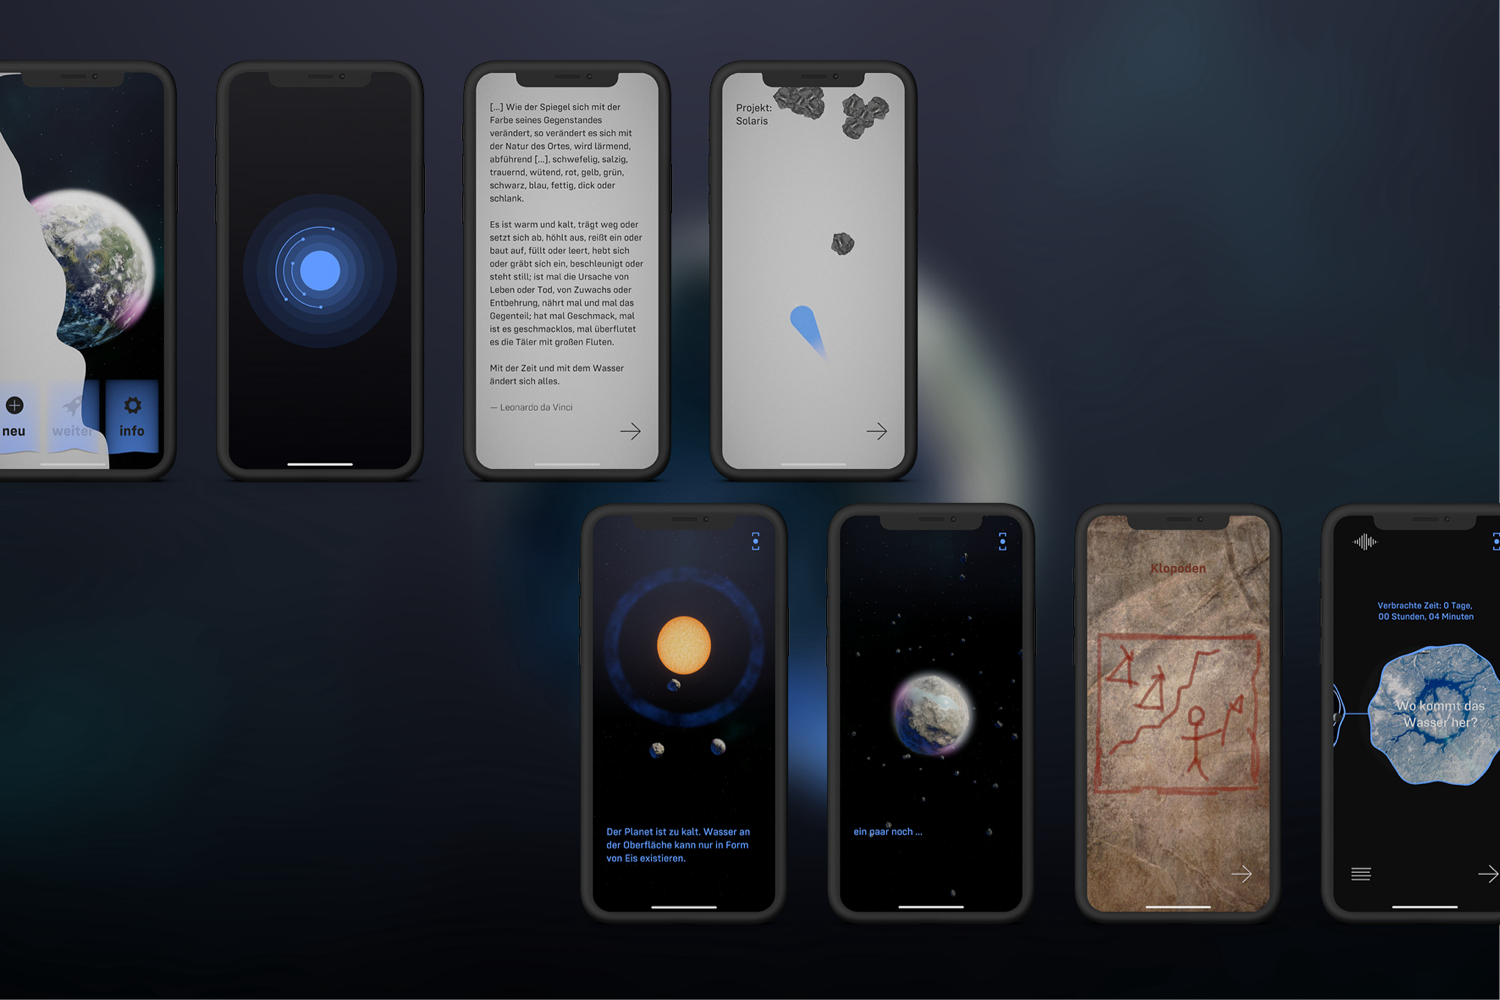 neu
weiter
info
[...] Wie der Spiegel sich mit der
Farbe seines Gegenstandes
verändert, so verändert es sich mit
der Natur des Ortes, wird lärmend,
abführend [...], schwefelig, salzig,
trauernd, wütend, rot, gelb, grün,
schwarz, blau, fettig, dick oder
schlank.
Es ist warm und kalt, trägt weg oder
setzt sich ab, höhlt aus, reißt ein oder
baut auf, füllt oder leert, hebt sich
oder gräbt sich ein, beschleunigt oder
steht still; ist mal die Ursache von
Leben oder Tod, von Zuwachs oder
Entbehrung, nährt mal und mal das
Gegenteil; hat mal Geschmack, mal
ist es geschmacklos, mal überflutet
es die Täler mit großen Fluten.
Mit der Zeit und mit dem Wasser
ändert sich alles.
— Leonardo da Vinci
Projekt:
Solaris
Der Planet ist zu kalt. Wasser an
der Oberfläche kann nur in Form
von Eis existieren.
ein paar noch ...
Klopoden
Verbrachte Zeit: 0 Tage,
00 Stunden, 04 Minuten
Wo kommt das
Wasser her?